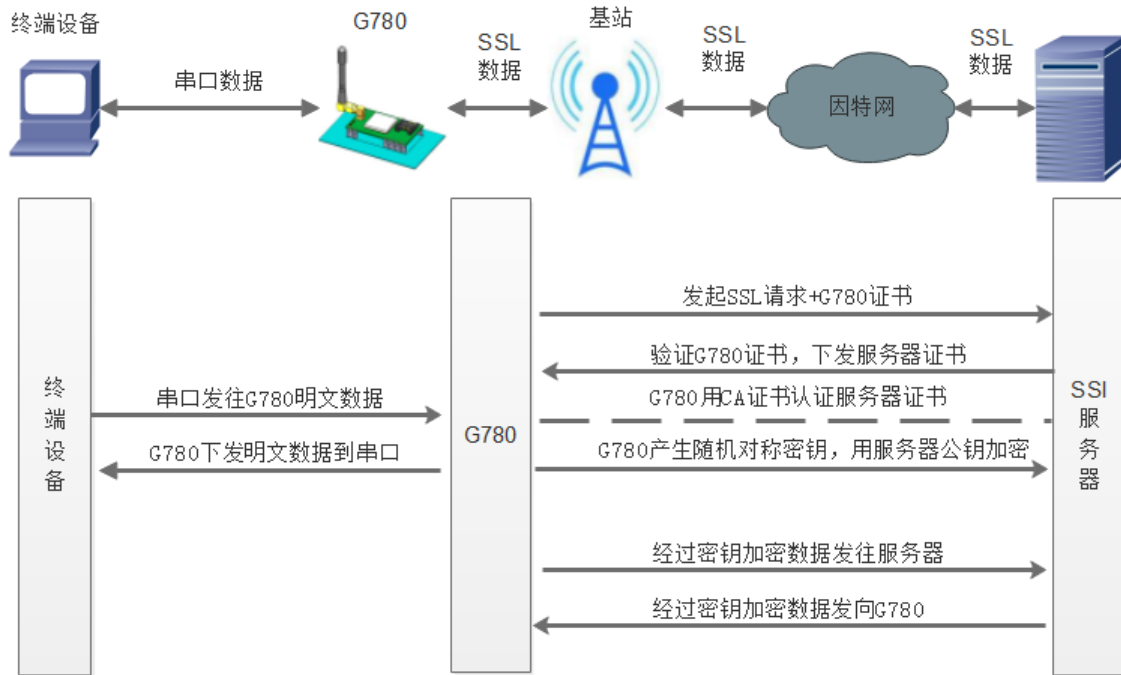 终端设备
G780
基站
串口数据
SSL
数据
SSL
数据
SSL
数据
因特网
发起SSL请求+G780证书
验证G780证书，下发服务器证书
G780用CA证书认证服务器证书
G780产生随机对称密钥，用服务器公钥加密
经过密钥加密数据发往服务器
经过密钥加密数据发向G780
串口发往G780明文数据
G780下发明文数据到串口
终
端
设
备
G780
SSl
服
务
器